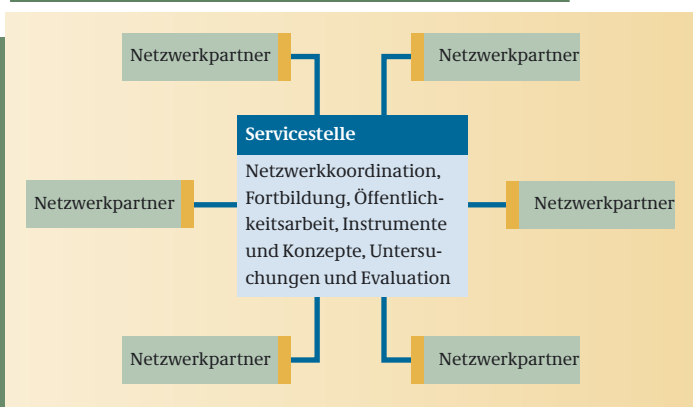 Netzwerkpartner
Netzwerkpartner
Servicestelle
Netzwerkkoordination,
Fortbildung, Öffentlich-
keitsarbeit, Instrumente
und Konzepte, Untersu-
chungen und Evaluation
Netzwerkpartner
Netzwerkpartner
Netzwerkpartner
Netzwerkpartner